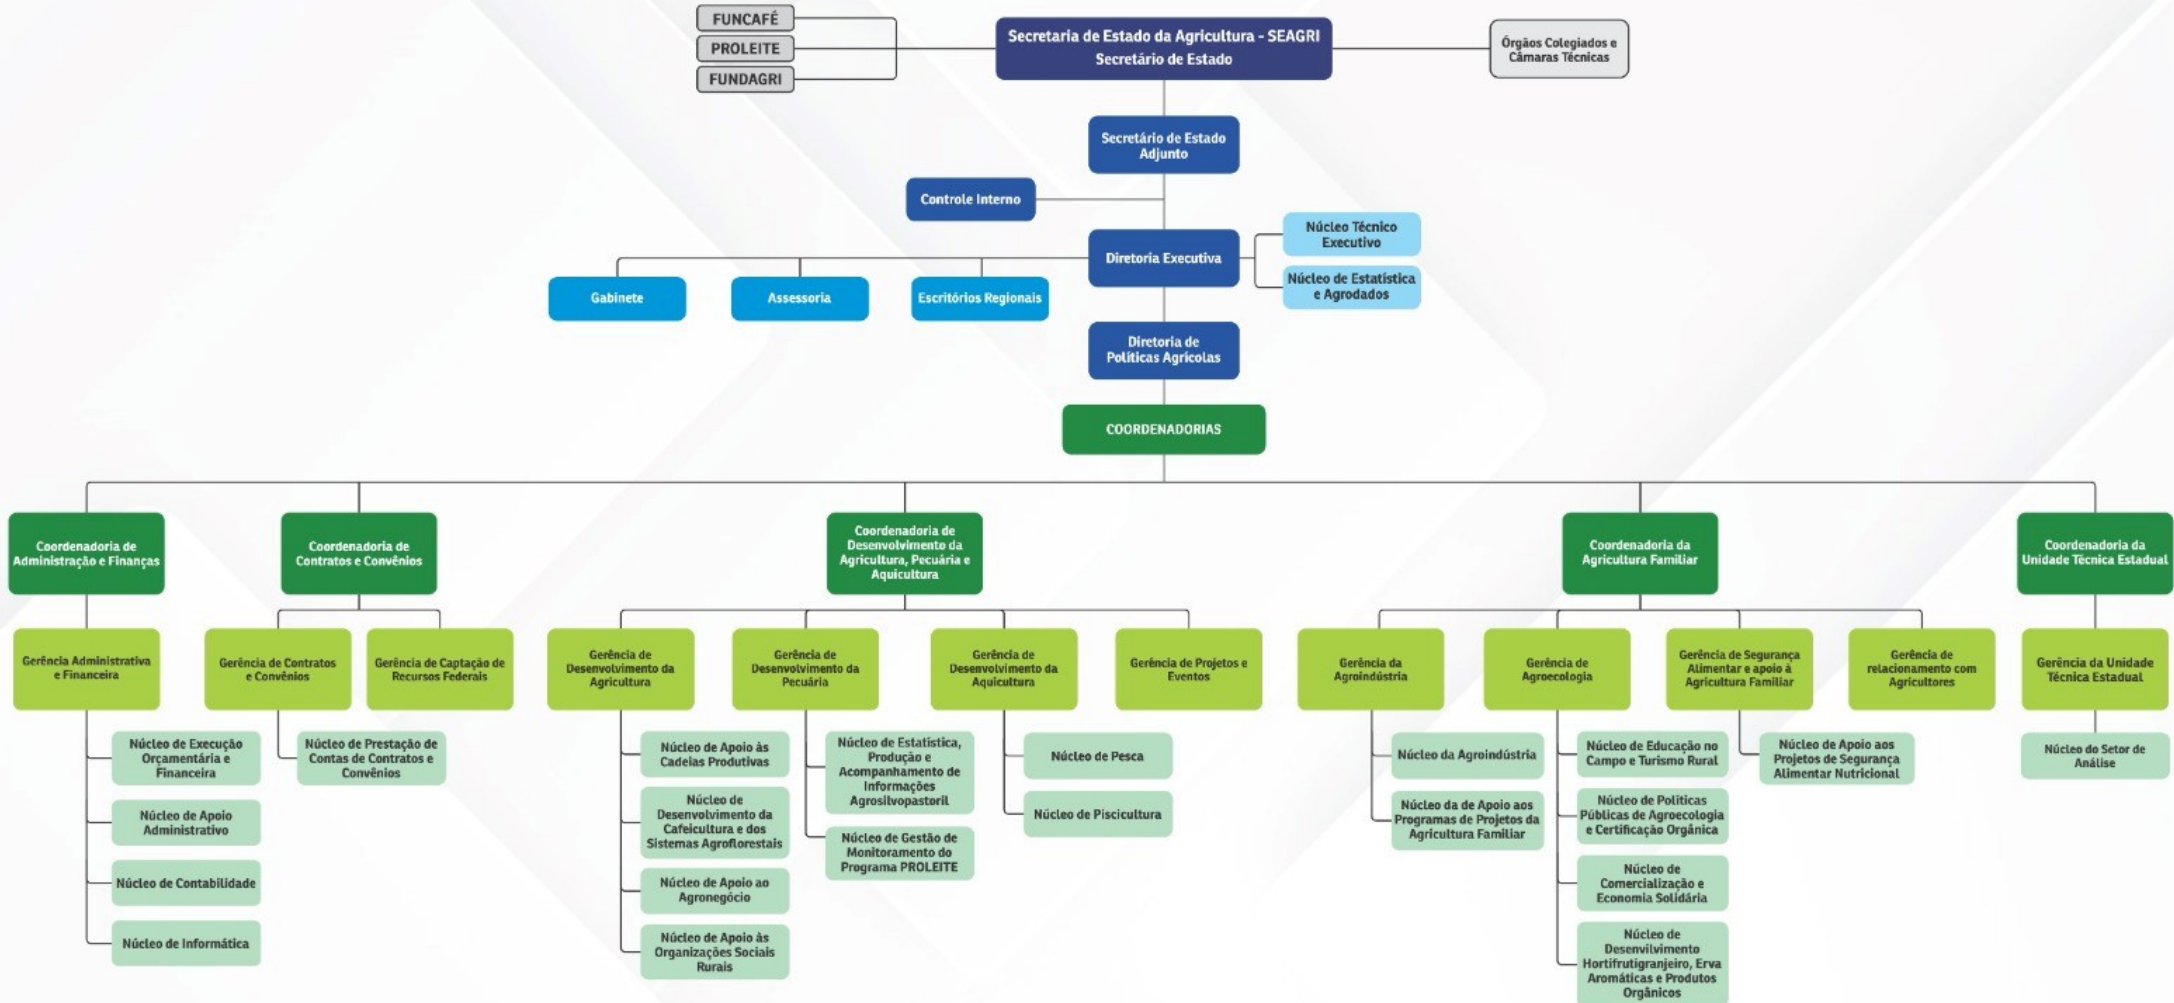 FUNCAFÉ
PROLEITE
FUNDAGRI
Secretaria de Estado da Agricultura - SEAGRI
Secretário de Estado
Órgãos Colegiados e
Câmaras Técnicas
Secretário de Estado
Adjunto
Controle Interno
Diretoria Executiva
Núcleo Técnico
Executivo
Núcleo de Estatística
e Agrodados
Gabinete
Assessoria
Escritórios Regionais
Diretoria de
Políticas Agrícolas
COORDENADORIAS
Coordenadoria de
Administração e Finanças
Coordenadoria de
Contratos e Convênios
Coordenadoria de
Desenvolvimento da
Agricultura, Pecuária e
Aquicultura
Coordenadoria da
Agricultura Familiar
Coordenadoria da
Unidade Técnica Estadual
Gerência Administrativa
e Financeira
Gerência de Contratos
e Convênios
Gerência de Captação de
Recursos Federais
Gerência de
Desenvolvimento da
Agricultura
Gerência de
Desenvolvimento da
Pecuária
Gerência de
Desenvolvimento da
Aquicultura
Gerência de Projetos e
Eventos
Gerência da
Agroindústria
Gerência de
Agroecologia
Gerência de Segurança
Alimentar e apoio à
Agricultura Familiar
Gerência de
relacionamento com
Agricultores
Gerência da Unidade
Técnica Estadual
Núcleo de Execução
Orçamentária e
Financeira
Núcleo de Apoio
Administrativo
Núcleo de Contabilidade
Núcleo de Informática
Núcleo de Prestação de
Contas de Contratos e
Convênios
Núcleo de Apoio às
Cadeias Produtivas
Núcleo de
Desenvolvimento da
Cafeicultura e dos
Sistemas Agroflorestais
Núcleo de Apoio ao
Agronegócio
Núcleo de Apoio às
Organizações Sociais
Rurais
Núcleo de Estatística,
Produção e
Acompanhamento de
Informações
Agrosilvopastoril
Núcleo de Gestão de
Monitoramento do
Programa PROLEITE
Núcleo de Pesca
Núcleo de Piscicultura
Núcleo da Agroindústria
Núcleo da de Apoio aos
Programas de Projetos da
Agricultura Familiar
Núcleo de Educação no
Campo e Turismo Rural
Núcleo de Políticas
Públicas de Agroecologia
e Certificação Orgânica
Núcleo de
Comercialização e
Economia Solidária
Núcleo de
Desenvilvimento
Hortifrutigranjeiro, Erva
Aromáticas e Produtos
Orgânicos
Núcleo de Apoio aos
Projetos de Segurança
Alimentar Nutricional
Núcleo do Setor de
Análise